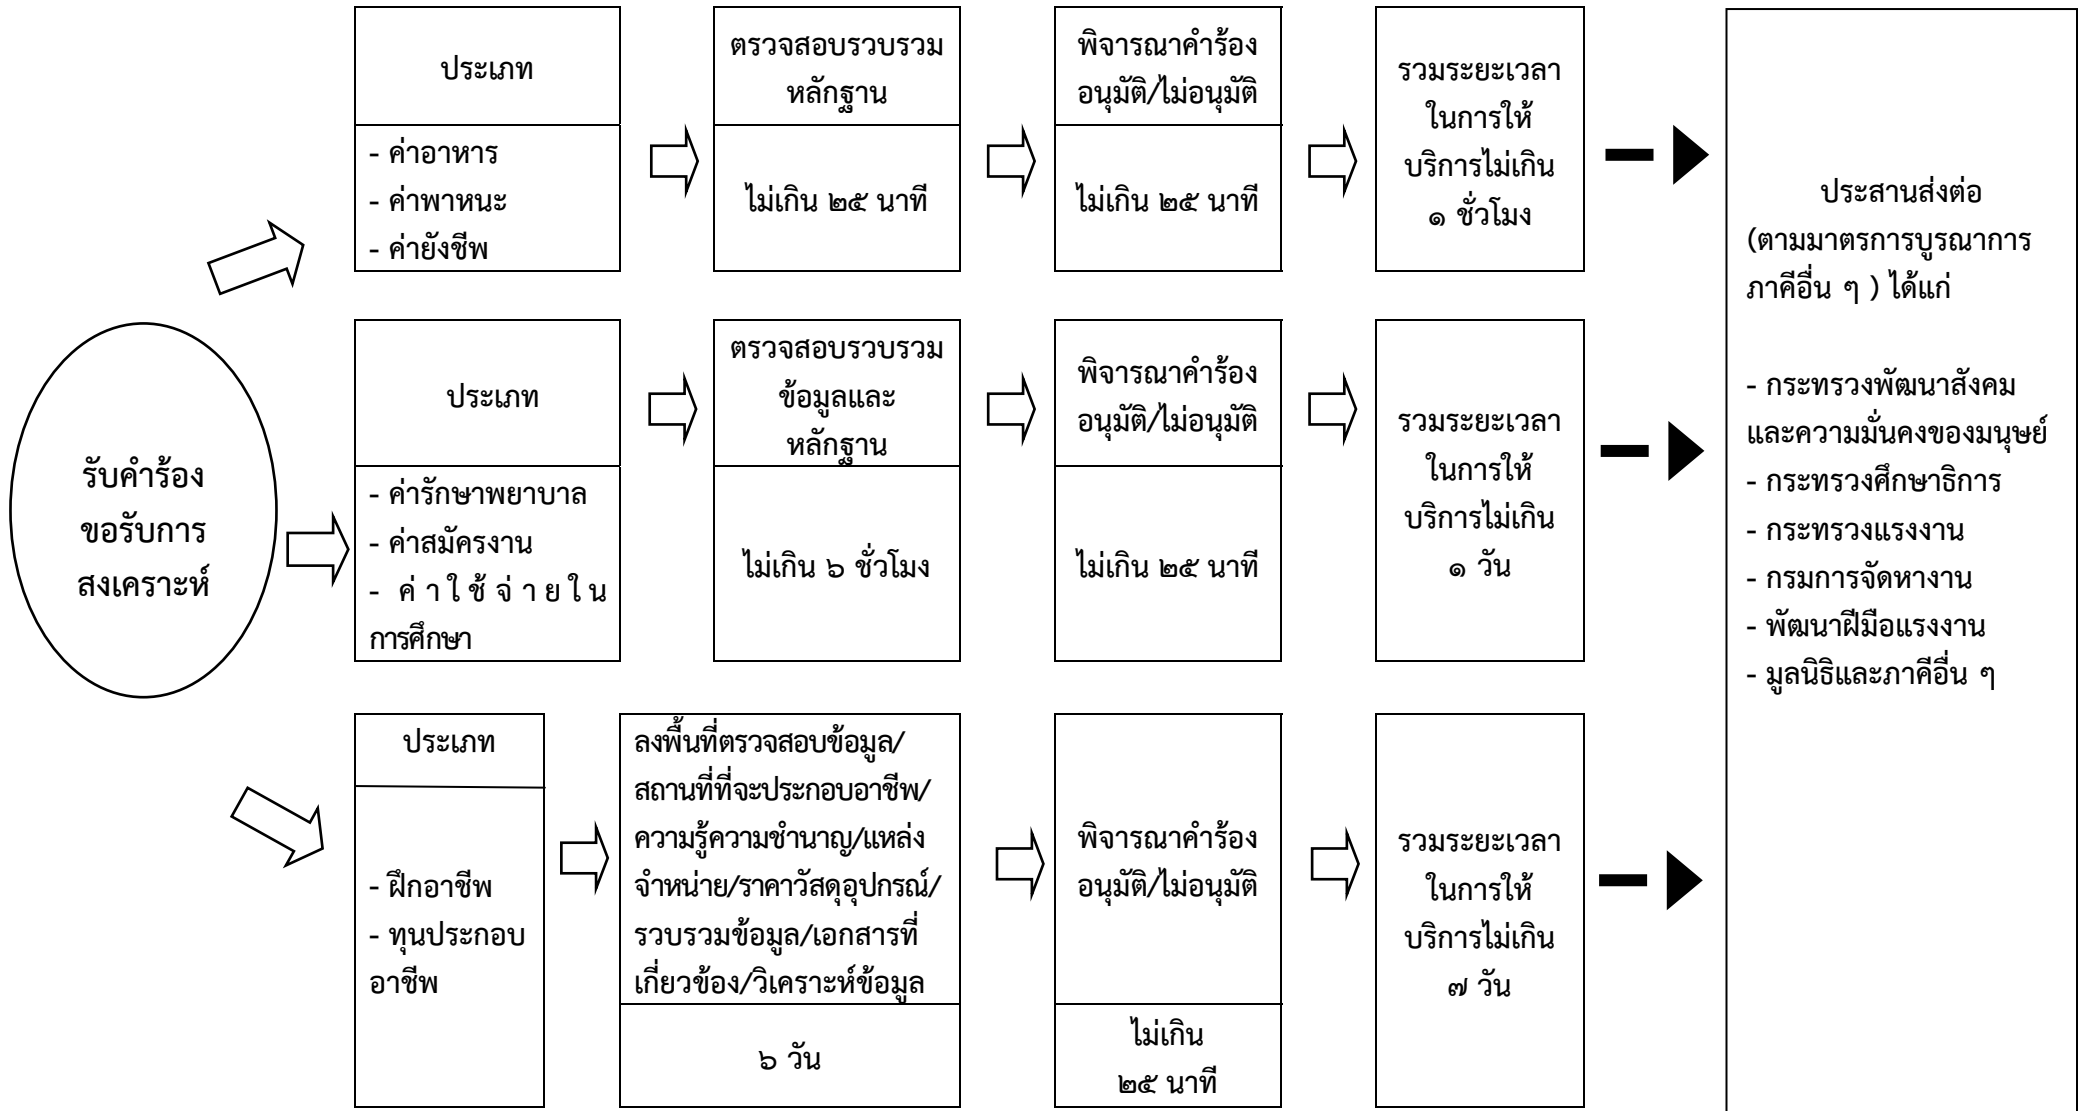 รับคำร้อง
ขอรับการ
สงเคราะห์
ประเภท
- ค่าอาหาร
- ค่าพาหนะ
- ค่ายังชีพ
ตรวจสอบรวบรวม
หลักฐาน
ไม่เกิน ๒๕ นาที
พิจารณาคำร้อง
อนุมัติ/ไม่อนุมัติ
ไม่เกิน ๒๕ นาที
รวมระยะเวลา
ในการให้
บริการไม่เกิน
๑ ชั่วโมง
ประเภท
- ค่ารักษาพยาบาล
- ค่าสมัครงาน
- ค่าใช้จ่ายใน
การศึกษา
ตรวจสอบรวบรวม
ข้อมูลและ
หลักฐาน
ไม่เกิน ๖ ชั่วโมง
พิจารณาคำร้อง
อนุมัติ/ไม่อนุมัติ
ไม่เกิน ๒๕ นาที
รวมระยะเวลา
ในการให้
บริการไม่เกิน
๑ วัน
ประเภท
- ฝึกอาชีพ
- ทุนประกอบ
อาชีพ
ลงพื้นที่ตรวจสอบข้อมูล/
สถานที่ที่จะประกอบอาชีพ/
ความรู้ความชำนาญ/แหล่ง
จำหน่าย/ราคาวัสดุอุปกรณ์/
รวบรวมข้อมูล/เอกสารที่
เกี่ยวข้อง/วิเคราะห์ข้อมูล
๖ วัน
พิจารณาคำร้อง
อนุมัติ/ไม่อนุมัติ
ไม่เกิน
๒๕ นาที
รวมระยะเวลา
ในการให้
บริการไม่เกิน
๗ วัน
ประสานส่งต่อ
(ตามมาตรการบูรณาการ
ภาคีอื่น ๆ ) ได้แก่
- กระทรวงพัฒนาสังคม
และความมั่นคงของมนุษย์
- กระทรวงศึกษาธิการ
- กระทรวงแรงงาน
- กรมการจัดหางาน
- พัฒนาฝีมือแรงงาน
- มูลนิธิและภาคีอื่น ๆ